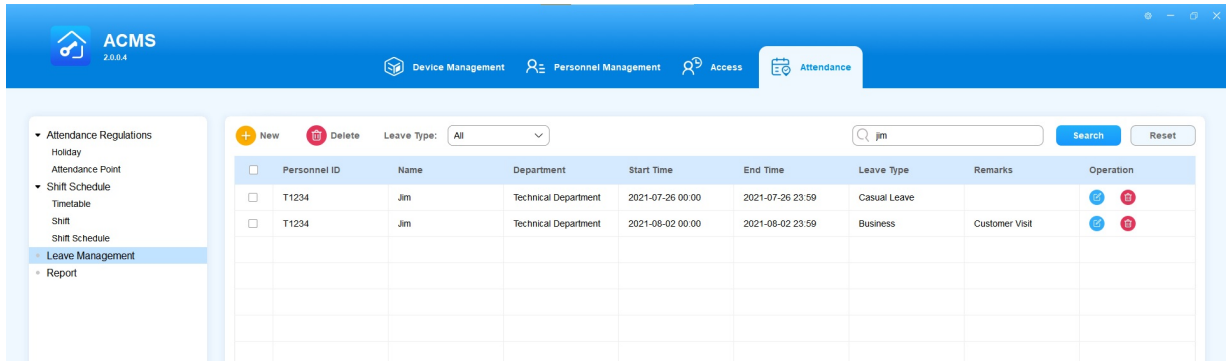 ACMS
2.0.0.4
Device Management Personnel Management Access Attendance
Attendance Regulations
Holiday
Attendance Point
Shift Schedule
Timetable
Shift
Shift Schedule
Leave Management
Report
New Delete Leave Type: All jim Search Reset
Personnel ID Name Department Start Time End Time Leave Type Remarks Operation
T1234 Jim Technical Department 2021-07-26 00:00 2021-07-26 23:59 Casual Leave
T1234 Jim Technical Department 2021-08-02 00:00 2021-08-02 23:59 Business Customer Visit